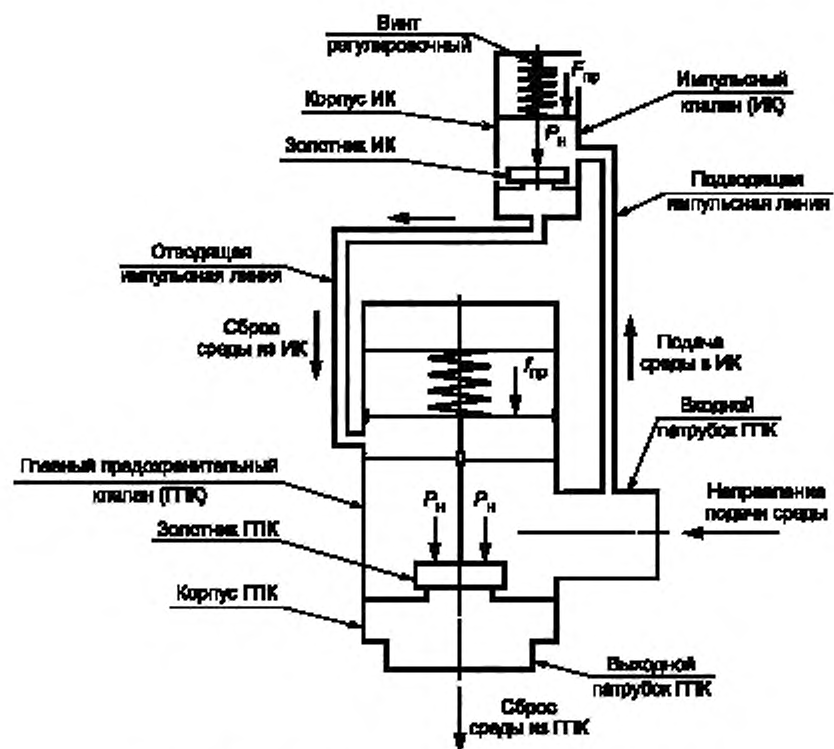 Винт
регулировочный
Fпр
Корпус ИК
Импульсный
клапан (ИК)
Pн
Золотник ИК
Подводящая
импульсная линия
Отводящая
импульсная линия
Сброс
среды из ИК
Подача
среды в ИК
fпр
Входной
патрубок ГПК
Главный предохранительный
клапан (ГПК)
Pн Pн
Направление
подачи среды
Золотник ГПК
Корпус ГПК
Выходной
патрубок ГПК
Сброс
среды из ГПК